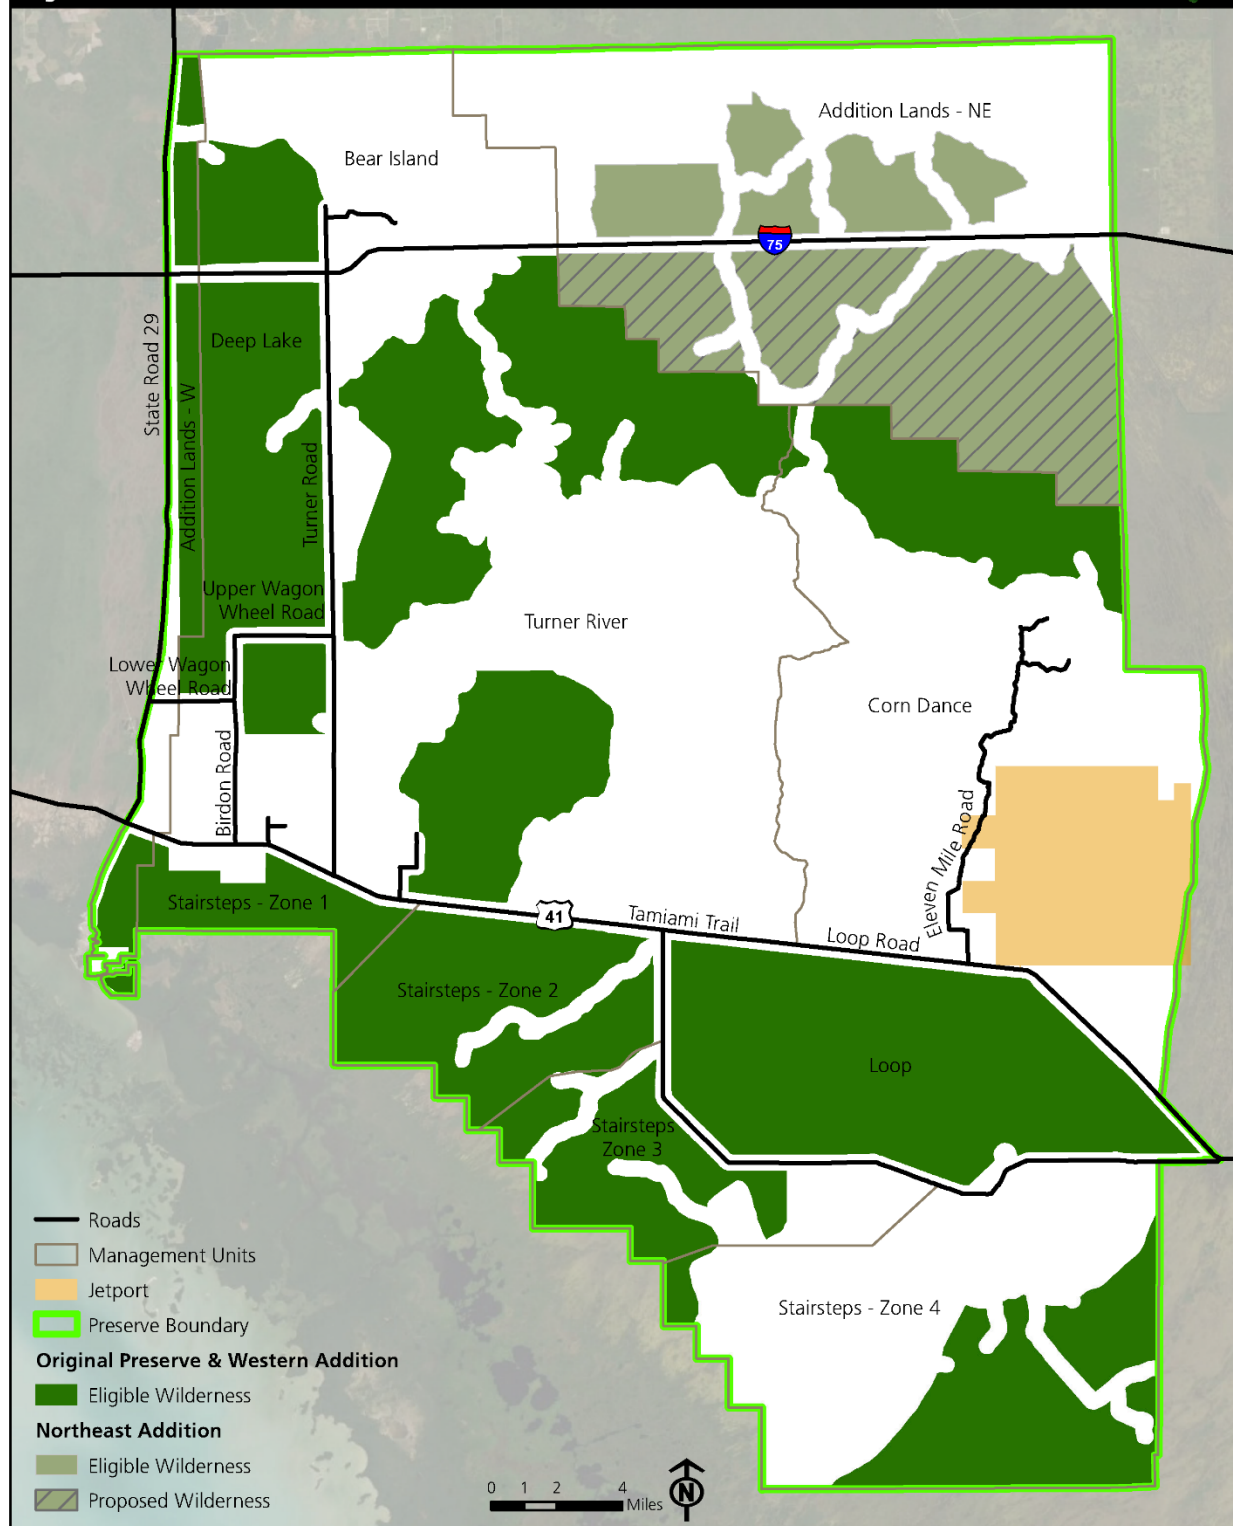 Addition Lands - NE
Bear Island
75
State Road 29
Deep Lake
Addition Lands - W
Turner Road
Upper Wagon
Wheel Road
Turner River
Lower Wagon
Wheel Road
Corn Dance
Birdon Road
Eleven Mile Road
Stairsteps - Zone 1
41
Tamiami Trail
Loop Road
Stairsteps - Zone 2
Loop
Stairsteps
Zone 3
Stairsteps - Zone 4
Roads
Management Units
Jetport
Preserve Boundary
Original Preserve & Western Addition
Eligible Wilderness
Northeast Addition
Eligible Wilderness
Proposed Wilderness
0 1 2 4
Miles
N